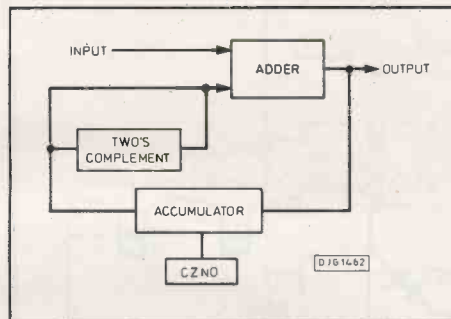 INPUT
ADDER
OUTPUT
TWO'S
COMPLEMENT
ACCUMULATOR
CZNO
DJG1462